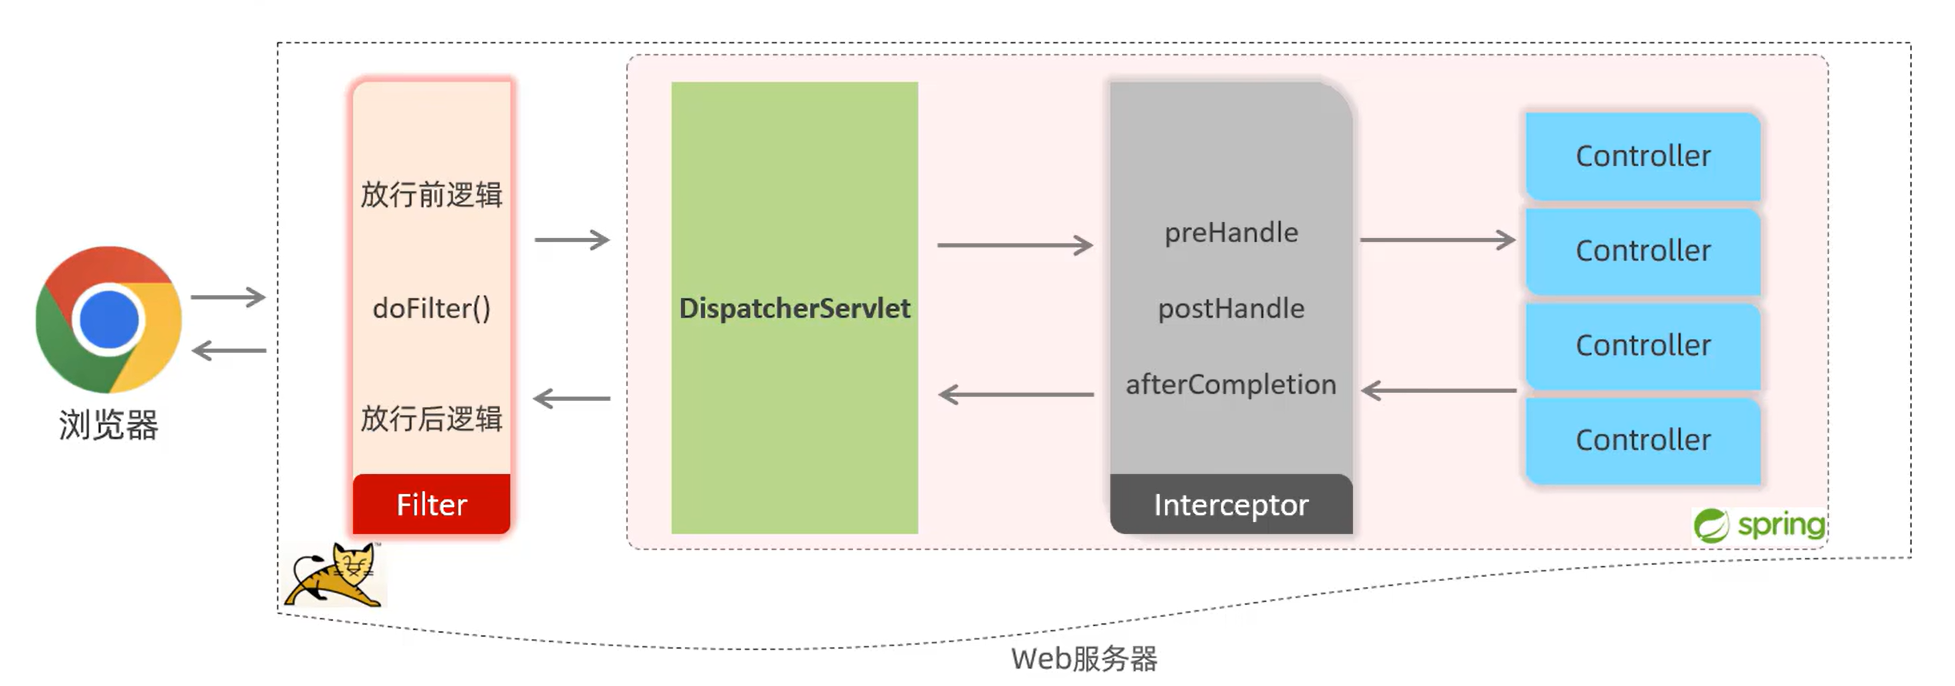 浏览器
放行前逻辑
doFilter()
放行后逻辑
Filter
DispatcherServlet
preHandle
postHandle
afterCompletion
Interceptor
Controller
Controller
Controller
Controller
spring
Web服务器